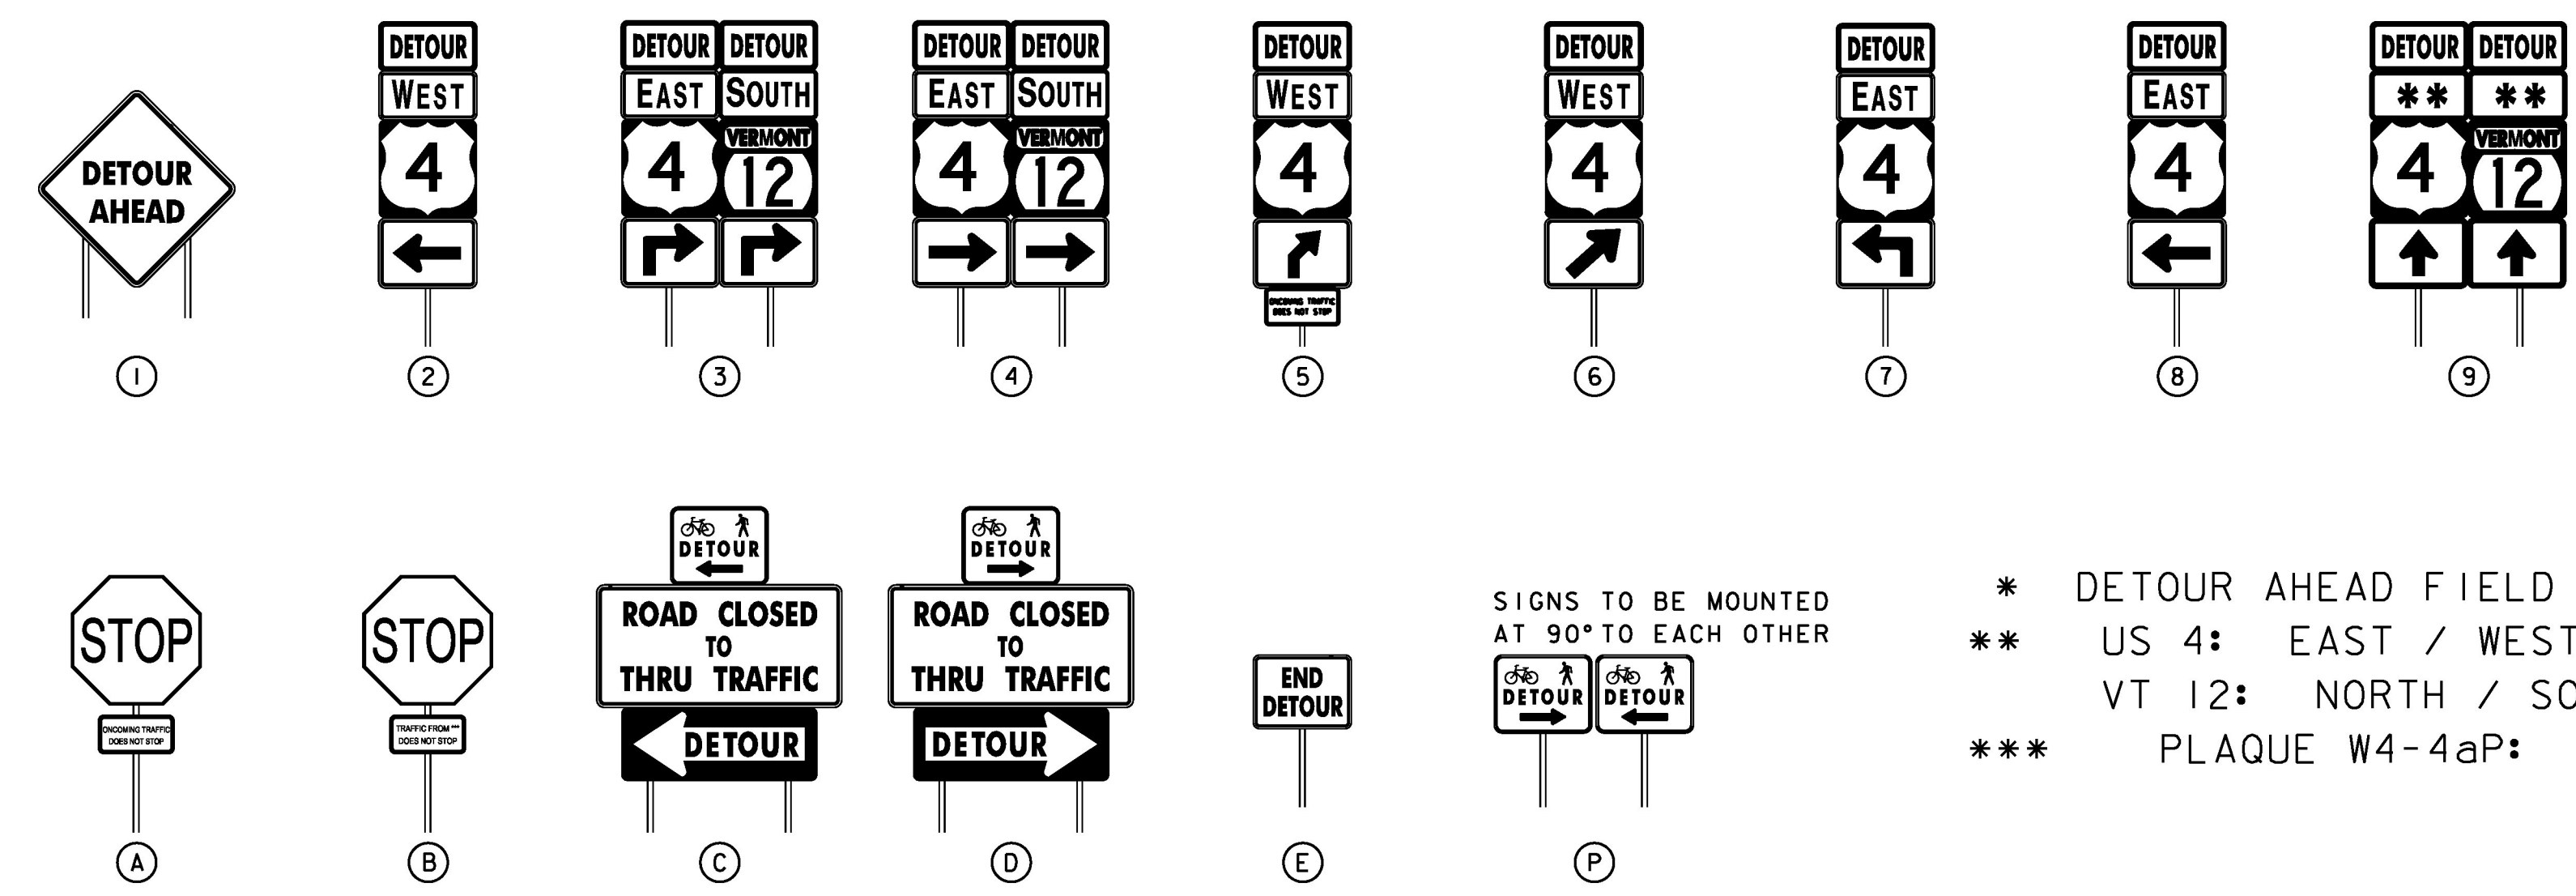 DETOUR
AHEAD
1
DETOUR
WEST
4
2
DETOUR DETOUR
EAST SOUTH
4 VERMONT
12
3
DETOUR DETOUR
EAST SOUTH
4 VERMONT
12
4
DETOUR
WEST
4
ONCOMING TRAFFIC
DOES NOT STOP
5
DETOUR
WEST
4
6
DETOUR
EAST
4
7
DETOUR
EAST
4
8
DETOUR DETOUR
** **
4 VERMONT
12
9
STOP
ONCOMING TRAFFIC
DOES NOT STOP
A
STOP
TRAFFIC FROM ***
DOES NOT STOP
B
DETOUR
ROAD CLOSED
TO
THRU TRAFFIC
DETOUR
C
DETOUR
ROAD CLOSED
TO
THRU TRAFFIC
DETOUR
D
END
DETOUR
E
SIGNS TO BE MOUNTED
AT 90° TO EACH OTHER
DETOUR DETOUR
P
* DETOUR AHEAD FIELD
** US 4: EAST / WEST
VT 12: NORTH / SO
*** PLAQUE W4-4aP: